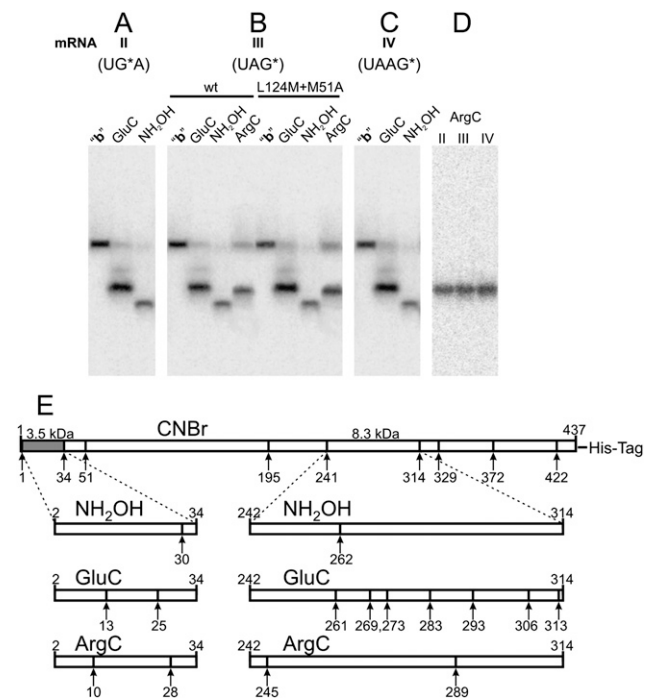 A B C D
mRNA II III IV
(UG*A) (UAG*) (UAAG*)
wt L124M+M51A
"b" GluC NH2OH "b" GluC NH2OH ArgC "b" GluC NH2OH ArgC "b" GluC NH2OH
ArgC
II III IV
E
1 3.5 kDa CNBr 8.3 kDa 437
His-Tag
1 34 51 195 241 314 329 372 422
2 NH2OH 34 242 NH2OH 314
30 262
2 GluC 34 242 GluC 314
13 25 261 269,273 283 293 306 313
2 ArgC 34 242 ArgC 314
10 28 245 289